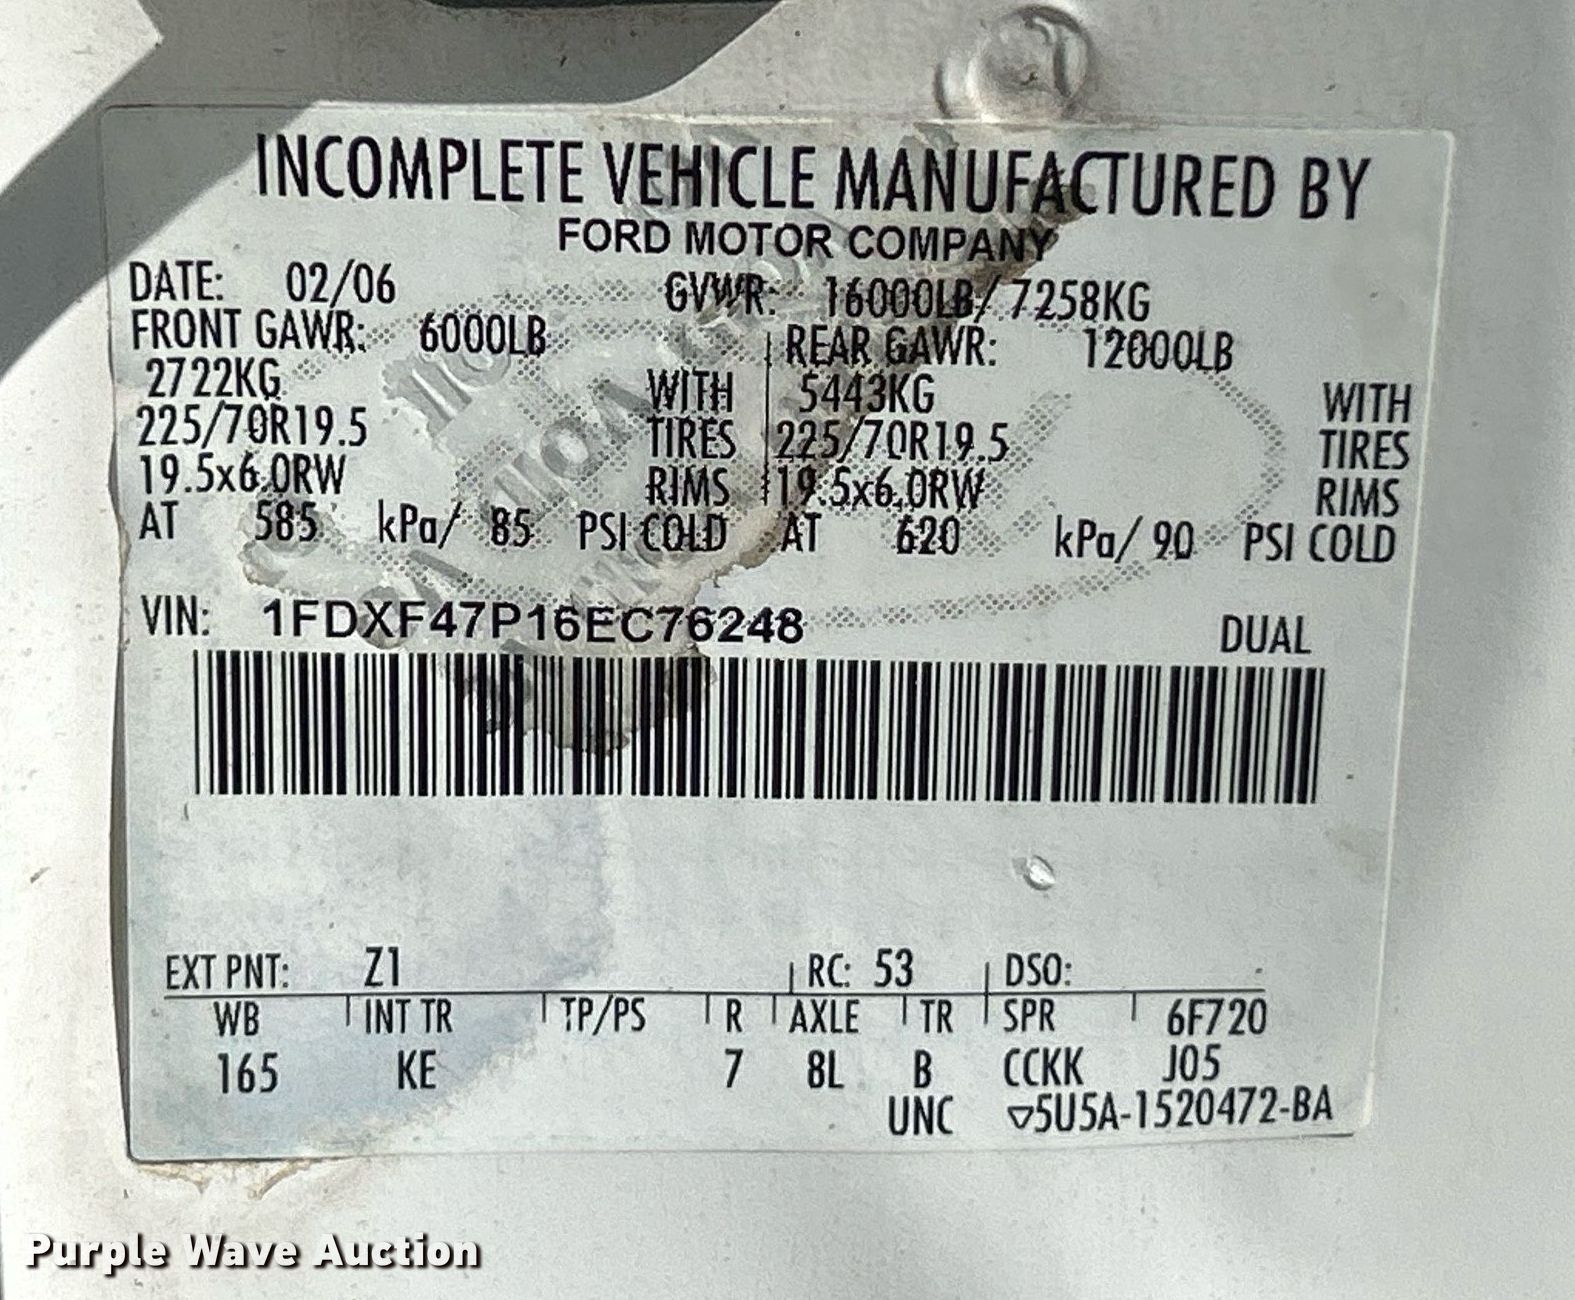 INCOMPLETE VEHICLE MANUFACTURED BY
FORD MOTOR COMPANY
DATE: 02/06 GVWR: 16000LB/ 7258KG
FRONT GAWR: 6000LB REAR GAWR: 12000LB
2722KG WITH 5443KG WITH
225/70R19.5 TIRES 225/70R19.5 TIRES
19.5x6.0RW RIMS 19.5x6.0RW RIMS
AT 585 kPa/ 85 PSI COLD AT 620 kPa/ 90 PSI COLD
VIN: 1FDXF47P16EC76248 DUAL
EXT PNT: Z1 RC: 53 DSO:
WB INT TR TP/PS R AXLE TR SPR 6F720
165 KE 7 8L B CCKK J05
UNC ▽5U5A-1520472-BA
Purple Wave Auction